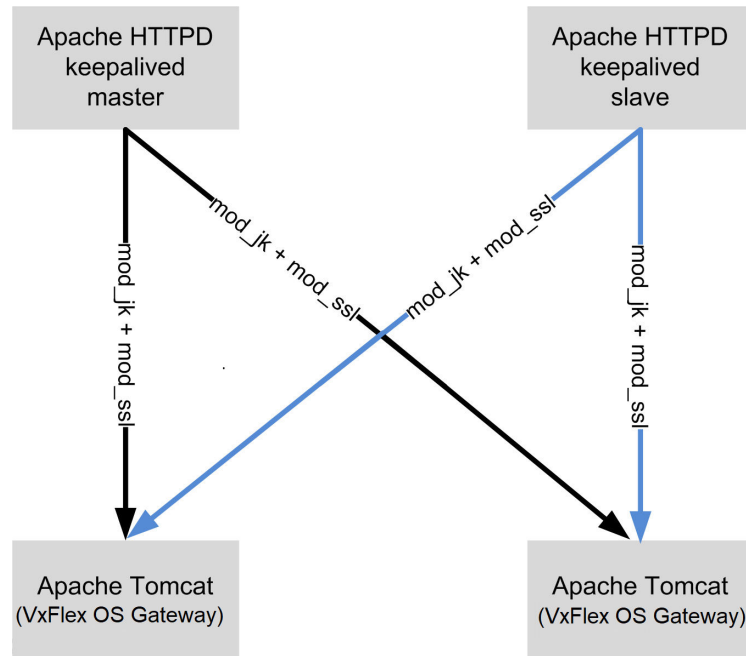 Apache HTTPD
keepalived
master
Apache HTTPD
keepalived
slave
mod_jk + mod_ssl
mod_jk + mod_ssl
mod_jk + mod_ssl
mod_jk + mod_ssl
Apache Tomcat
(VxFlex OS Gateway)
Apache Tomcat
(VxFlex OS Gateway)